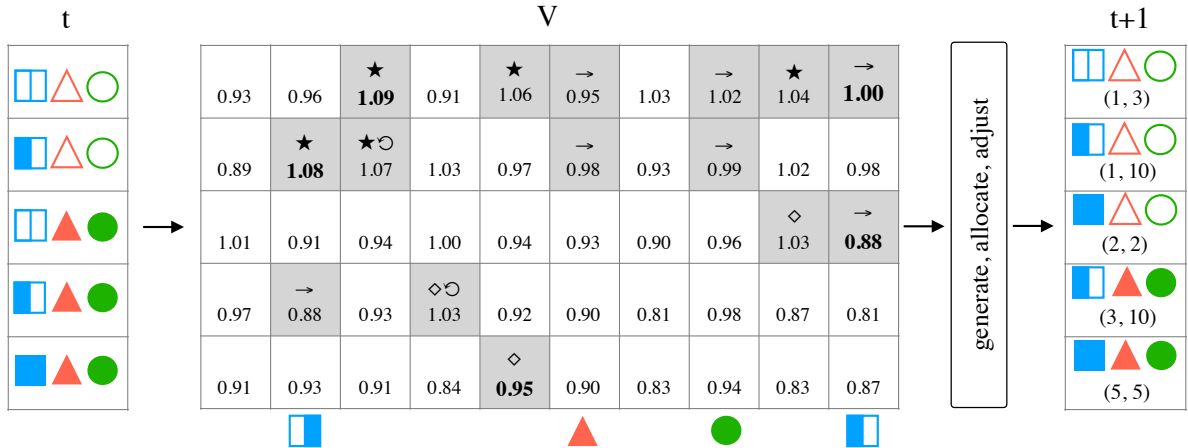 t V t+1
★ ★ → → ★ →
0.93 0.96 1.09 0.91 1.06 0.95 1.03 1.02 1.04 1.00
(1, 3)
★ ★↺ → →
0.89 1.08 1.07 1.03 0.97 0.98 0.93 0.99 1.02 0.98
(1, 10)
◇ →
1.01 0.91 0.94 1.00 0.94 0.93 0.90 0.96 1.03 0.88
(2, 2)
→ ◇↺
0.97 0.88 0.93 1.03 0.92 0.90 0.81 0.98 0.87 0.81
(3, 10)
◇
0.91 0.93 0.91 0.84 0.95 0.90 0.83 0.94 0.83 0.87
(5, 5)
generate, allocate, adjust